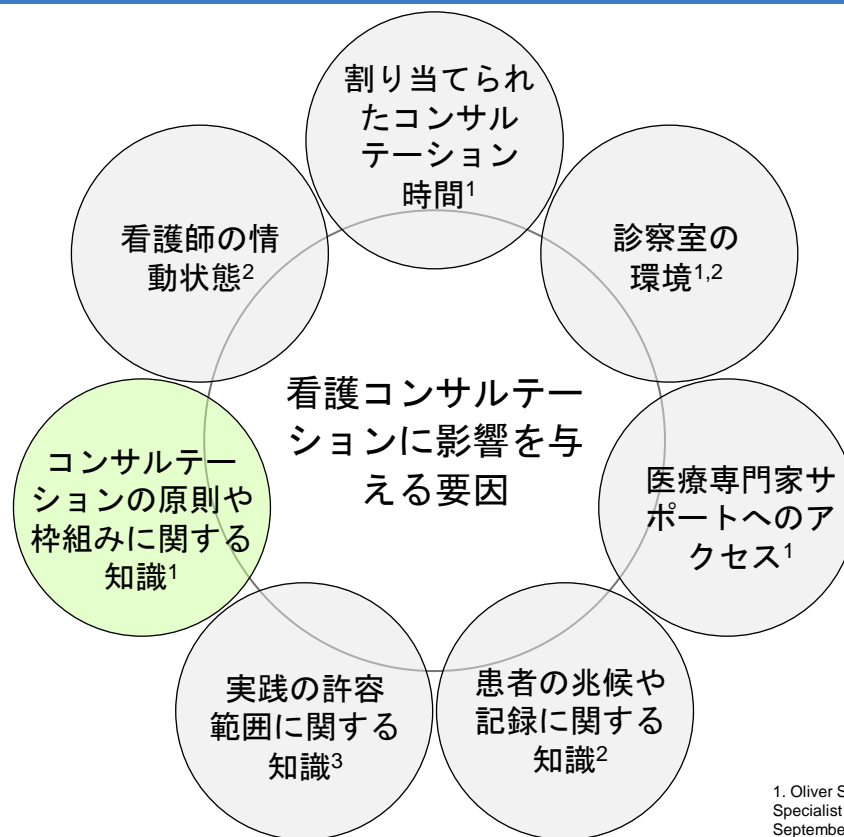 割り当てられ
たコンサル
テーション
時間1
看護師の情
動状態2
診察室の
環境1,2
看護コンサルテー
ションに影響を与
える要因
コンサルテー
ションの原則や
枠組みに関する
知識1
医療専門家サ
ポートへのアク
セス1
実践の許容
範囲に関する
知識3
患者の兆候や
記録に関する
知識2
1. Oliver S
Specialist
Septembe